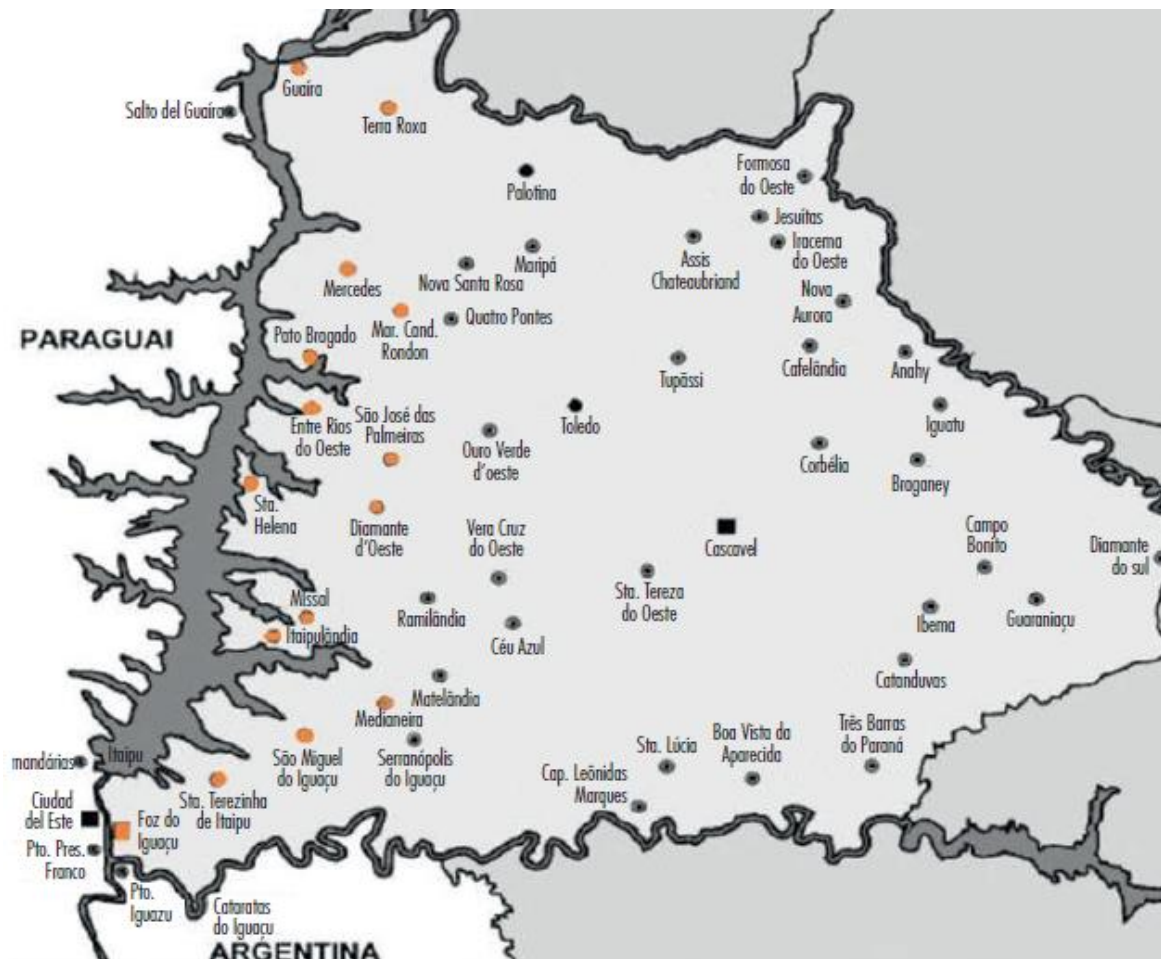 Guaíra
Salto del Guaíra
Terra Roxa
Palotina
Formosa
do Oeste
Jesuítas
Iracema
do Oeste
Assis
Chateaubriand
Maripá
Nova Santa Rosa
Mercedes
Nova
Aurora
Quatro Pontes
Mar. Cand.
Rondon
PARAGUAI
Pato Bragado
Cafelândia
Anahy
Tupãssi
Entre Rios
do Oeste
São José das
Palmeiras
Toledo
Iguatu
Ouro Verde
d'oeste
Corbélia
Braganey
Sta.
Helena
Diamante
d'Oeste
Vera Cruz
do Oeste
Cascavel
Campo
Bonito
Diamante
do sul
Missal
Itaipulândia
Ramilândia
Céu Azul
Sta. Tereza
do Oeste
Ibema
Guaraniaçu
Matelândia
Catanduvas
Medianeira
Itaipu
mandárias
São Miguel
do Iguaçu
Serranópolis
do Iguaçu
Sta. Lúcia
Boa Vista da
Aparecida
Três Barras
do Paraná
Cap. Leônidas
Marques
Sta. Terezinha
de Itaipu
Ciudad
del Este
Foz do
Iguaçu
Pto. Pres.
Franco
Pto.
Iguazu
Cataratas
do Iguaçu
ARGENTINA